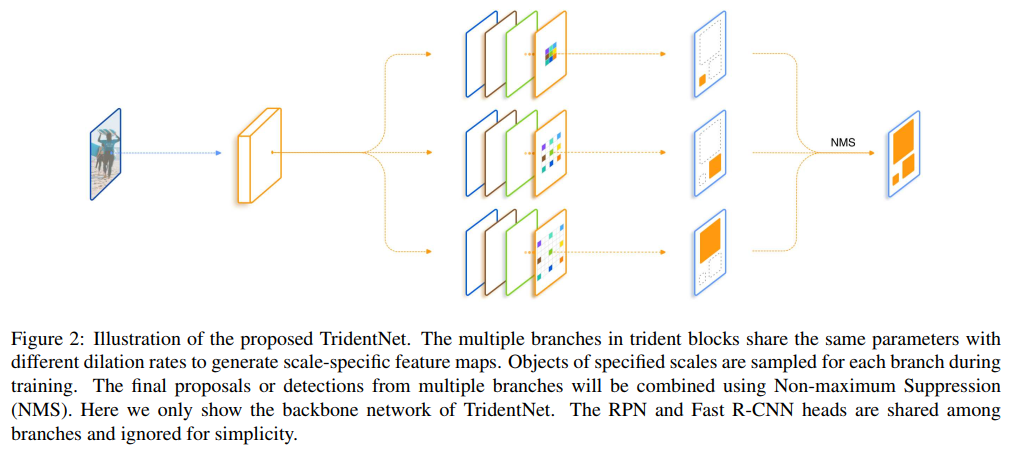 NMS
Figure 2: Illustration of the proposed TridentNet. The multiple branches in trident blocks share the same parameters with
different dilation rates to generate scale-specific feature maps. Objects of specified scales are sampled for each branch during
training. The final proposals or detections from multiple branches will be combined using Non-maximum Suppression
(NMS). Here we only show the backbone network of TridentNet. The RPN and Fast R-CNN heads are shared among
branches and ignored for simplicity.